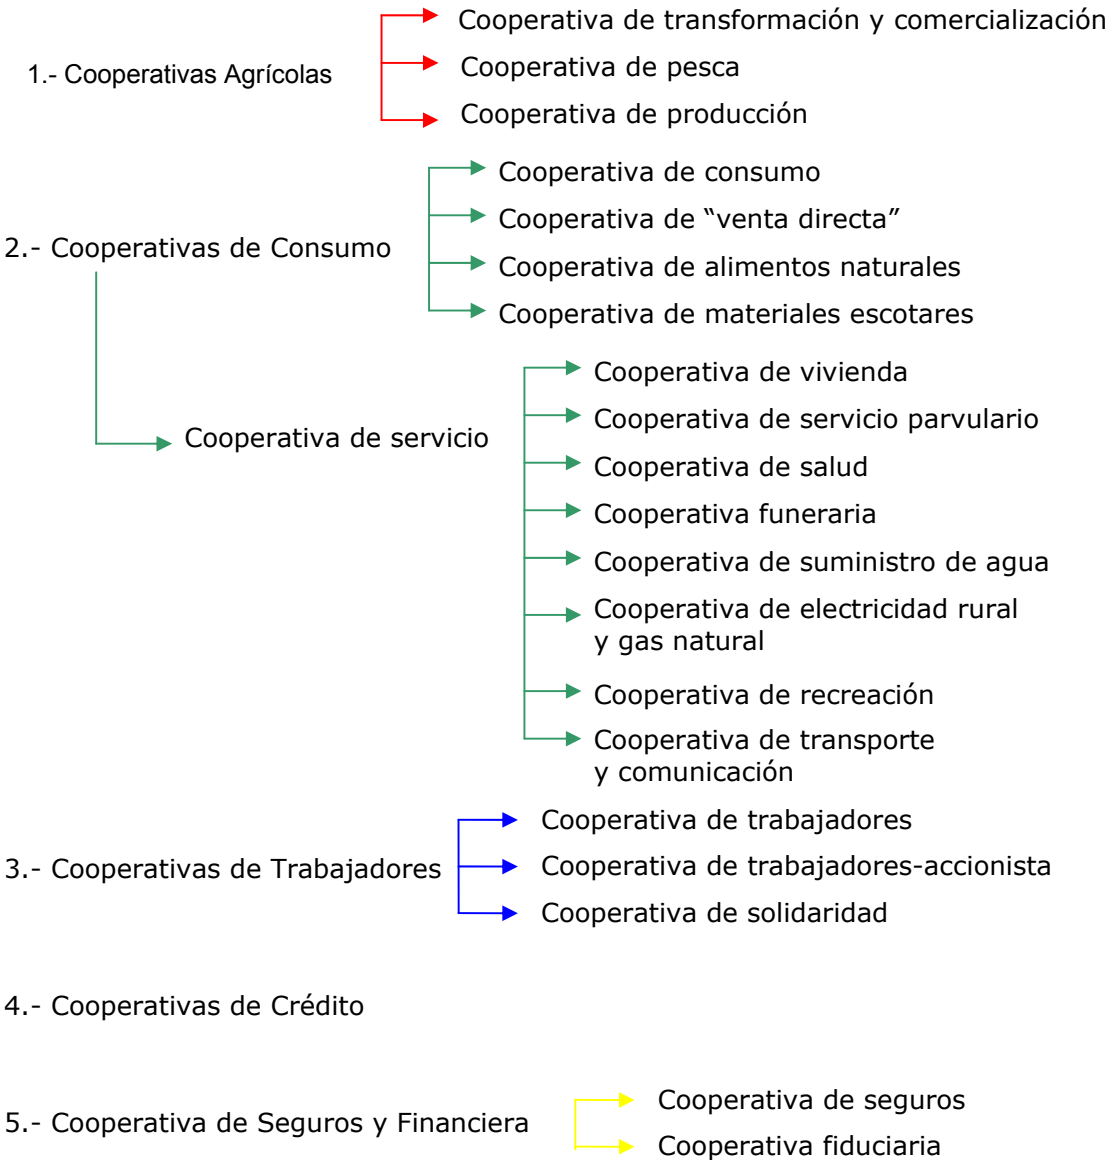 Cooperativa de transformación y comercialización
1.- Cooperativas Agrícolas
Cooperativa de pesca
Cooperativa de producción
Cooperativa de consumo
Cooperativa de “venta directa”
2.- Cooperativas de Consumo
Cooperativa de alimentos naturales
Cooperativa de materiales escotares
Cooperativa de servicio
Cooperativa de vivienda
Cooperativa de servicio parvulario
Cooperativa de salud
Cooperativa funeraria
Cooperativa de suministro de agua
Cooperativa de electricidad rural
y gas natural
Cooperativa de recreación
Cooperativa de transporte
y comunicación
3.- Cooperativas de Trabajadores
Cooperativa de trabajadores
Cooperativa de trabajadores-accionista
Cooperativa de solidaridad
4.- Cooperativas de Crédito
5.- Cooperativa de Seguros y Financiera
Cooperativa de seguros
Cooperativa fiduciaria